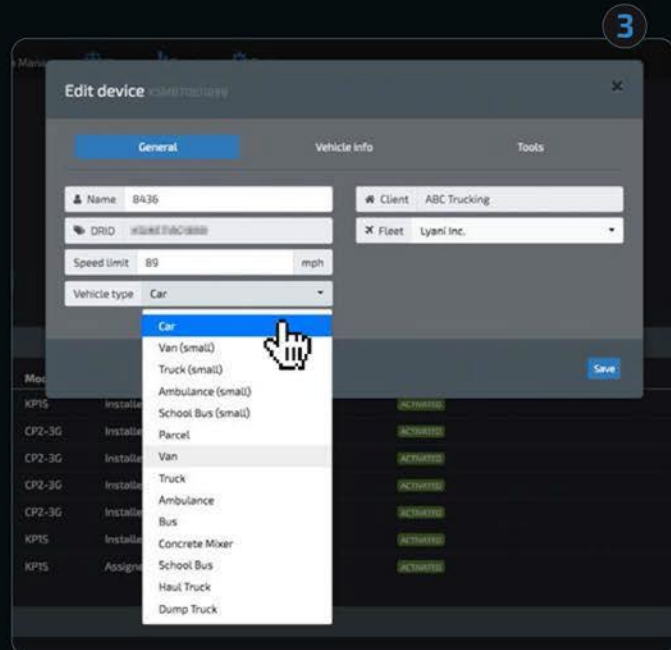 3
Edit device
General Vehicle info Tools
Name 8436
Client ABC Trucking
DRID
Fleet Lyani Inc.
Speed limit 89 mph
Vehicle type Car
Car
Van (small)
Truck (small)
Ambulance (small)
School Bus (small)
Parcel
Van
Truck
Ambulance
Bus
Concrete Mixer
School Bus
Haul Truck
Dump Truck
Save
KP1S ACTIVATED
CP2-3G ACTIVATED
CP2-3G ACTIVATED
CP2-3G ACTIVATED
CP2-3G ACTIVATED
KP1S ACTIVATED
KP1S ACTIVATED